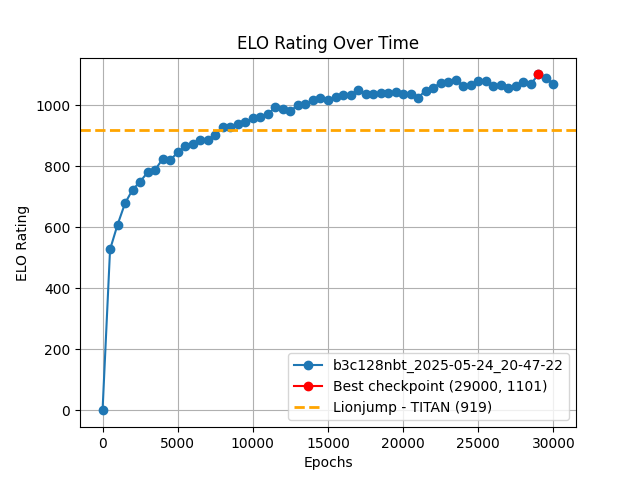 ELO Rating Over Time
ELO Rating
1000
800
600
400
200
0
0 5000 10000 15000 20000 25000 30000
Epochs
b3c128nbt_2025-05-24_20-47-22
Best checkpoint (29000, 1101)
Lionjump - TITAN (919)